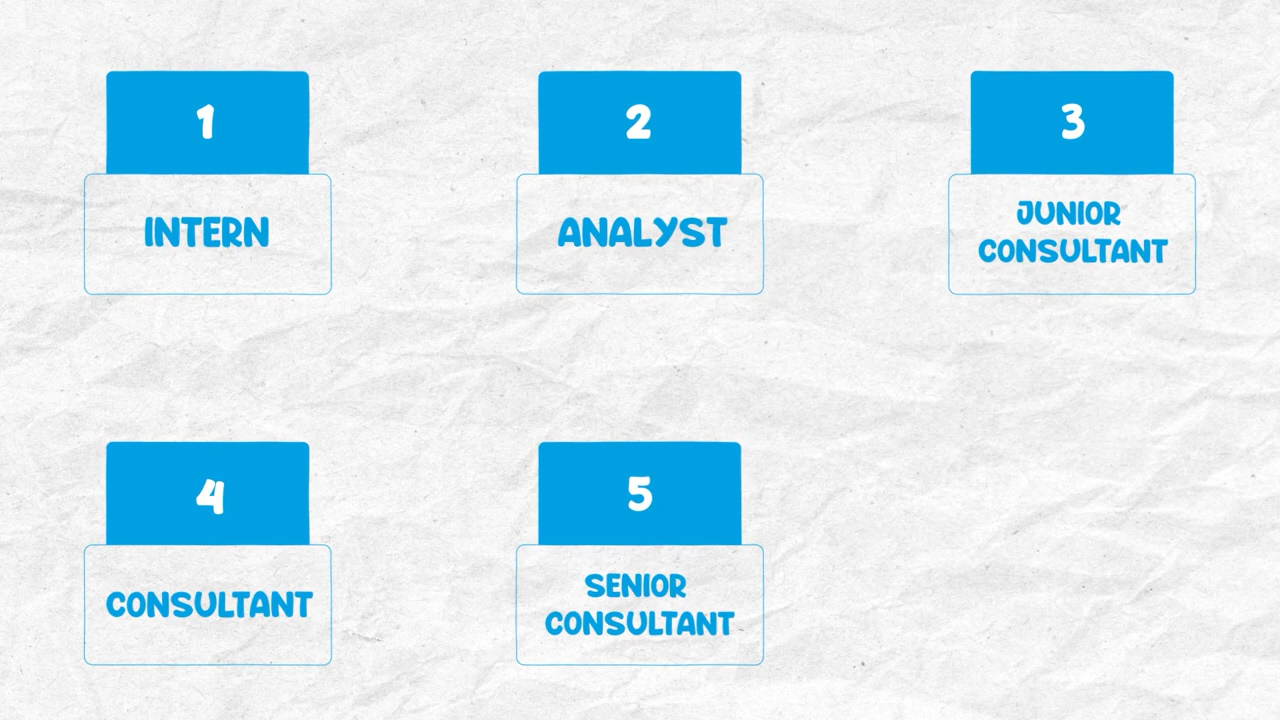 1
INTERN
2
ANALYST
3
JUNIOR
CONSULTANT
4
CONSULTANT
5
SENIOR
CONSULTANT